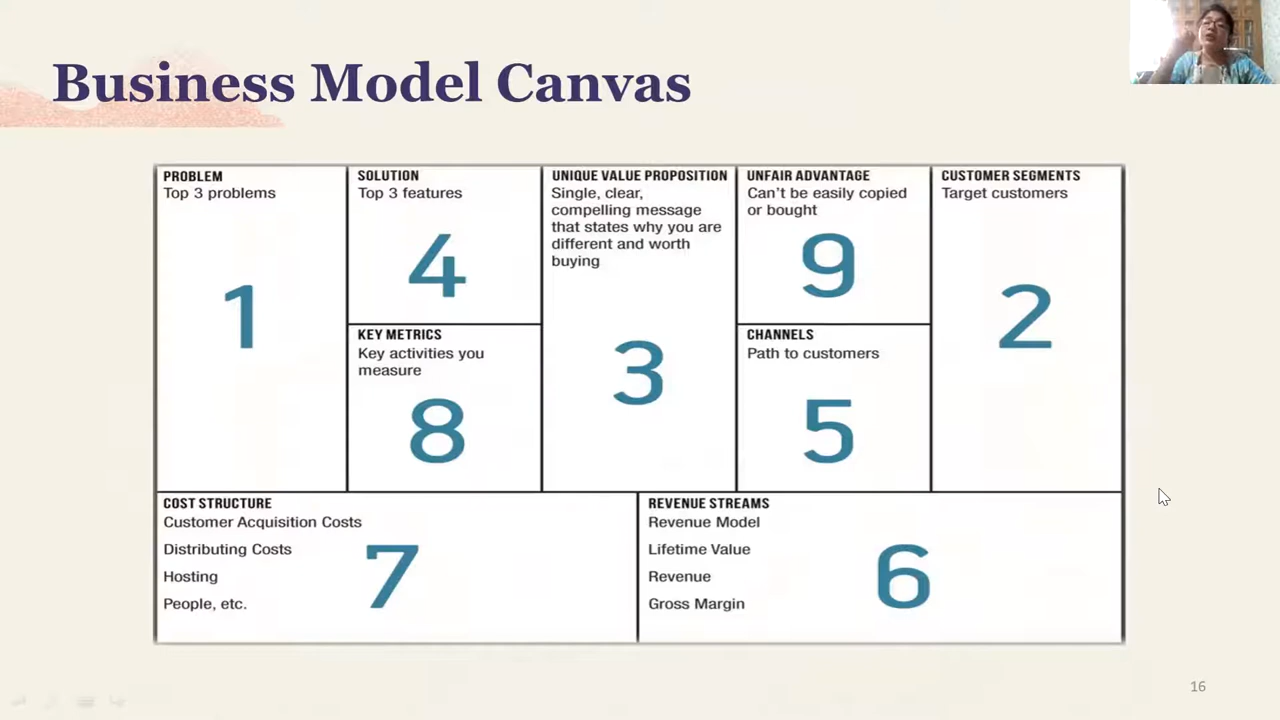 Business Model Canvas
PROBLEM
Top 3 problems
1
SOLUTION
Top 3 features
4
KEY METRICS
Key activities you
measure
8
UNIQUE VALUE PROPOSITION
Single, clear,
compelling message
that states why you are
different and worth
buying
3
UNFAIR ADVANTAGE
Can't be easily copied
or bought
9
CHANNELS
Path to customers
5
CUSTOMER SEGMENTS
Target customers
2
COST STRUCTURE
Customer Acquisition Costs
Distributing Costs
Hosting
People, etc.
7
REVENUE STREAMS
Revenue Model
Lifetime Value
Revenue
Gross Margin
6
16